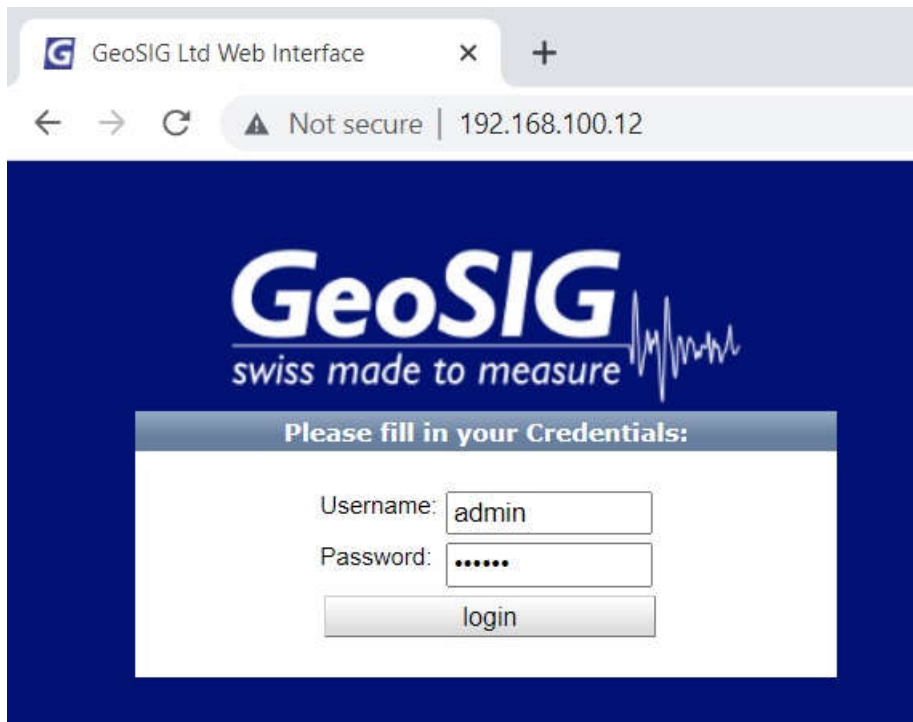 G GeoSIG Ltd Web Interface
Not secure | 192.168.100.12
GeoSIG
swiss made to measure
Please fill in your Credentials:
Username: admin
Password: ••••••
login